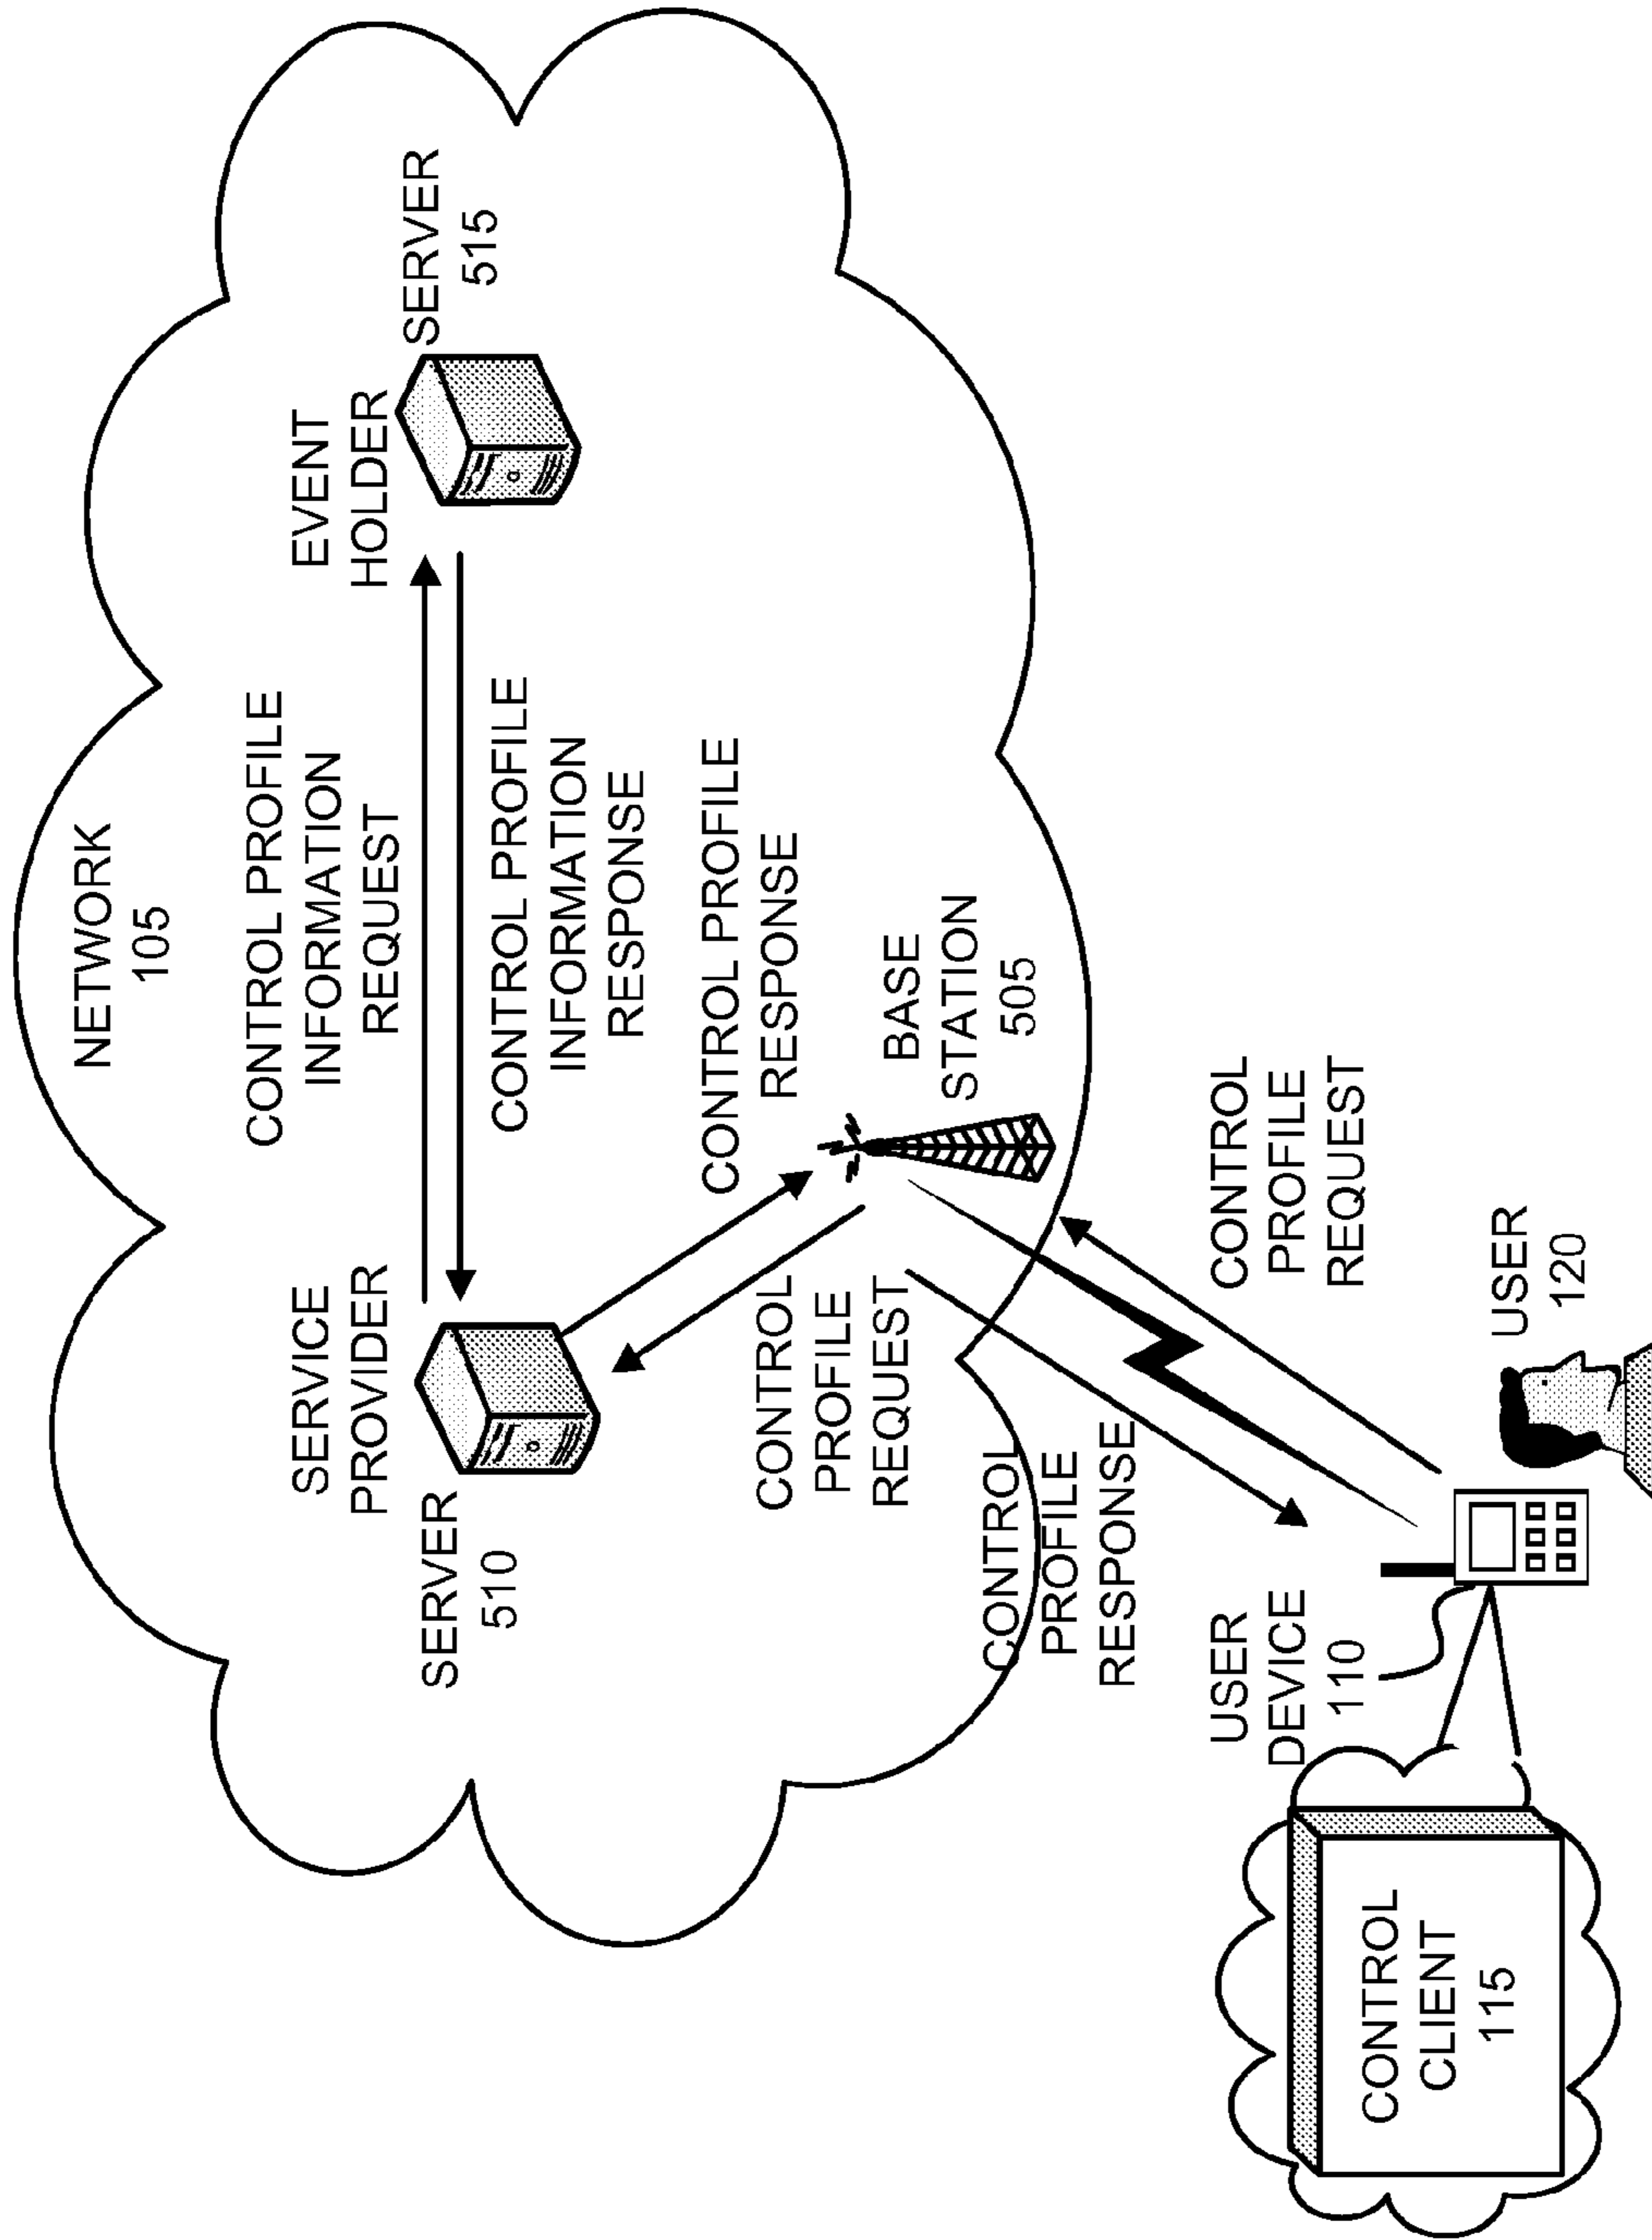 NETWORK
105
SERVICE
PROVIDER
SERVER
510
CONTROL PROFILE
INFORMATION
REQUEST
CONTROL PROFILE
INFORMATION
RESPONSE
EVENT
HOLDER
SERVER
515
CONTROL PROFILE
RESPONSE
CONTROL
PROFILE
REQUEST
BASE
STATION
505
CONTROL
PROFILE
RESPONSE
CONTROL
PROFILE
REQUEST
USER
DEVICE
110
USER
120
CONTROL
CLIENT
115